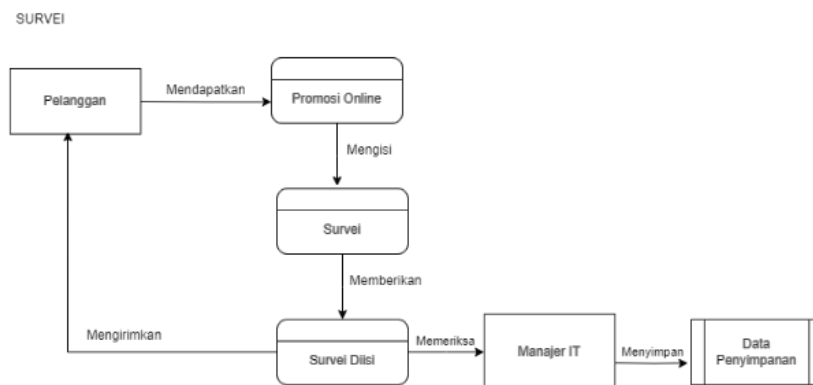 SURVEI
Pelanggan
Mendapatkan
Promosi Online
Mengisi
Survei
Memberikan
Survei Diisi
Mengirimkan
Memeriksa
Manajer IT
Menyimpan
Data
Penyimpanan